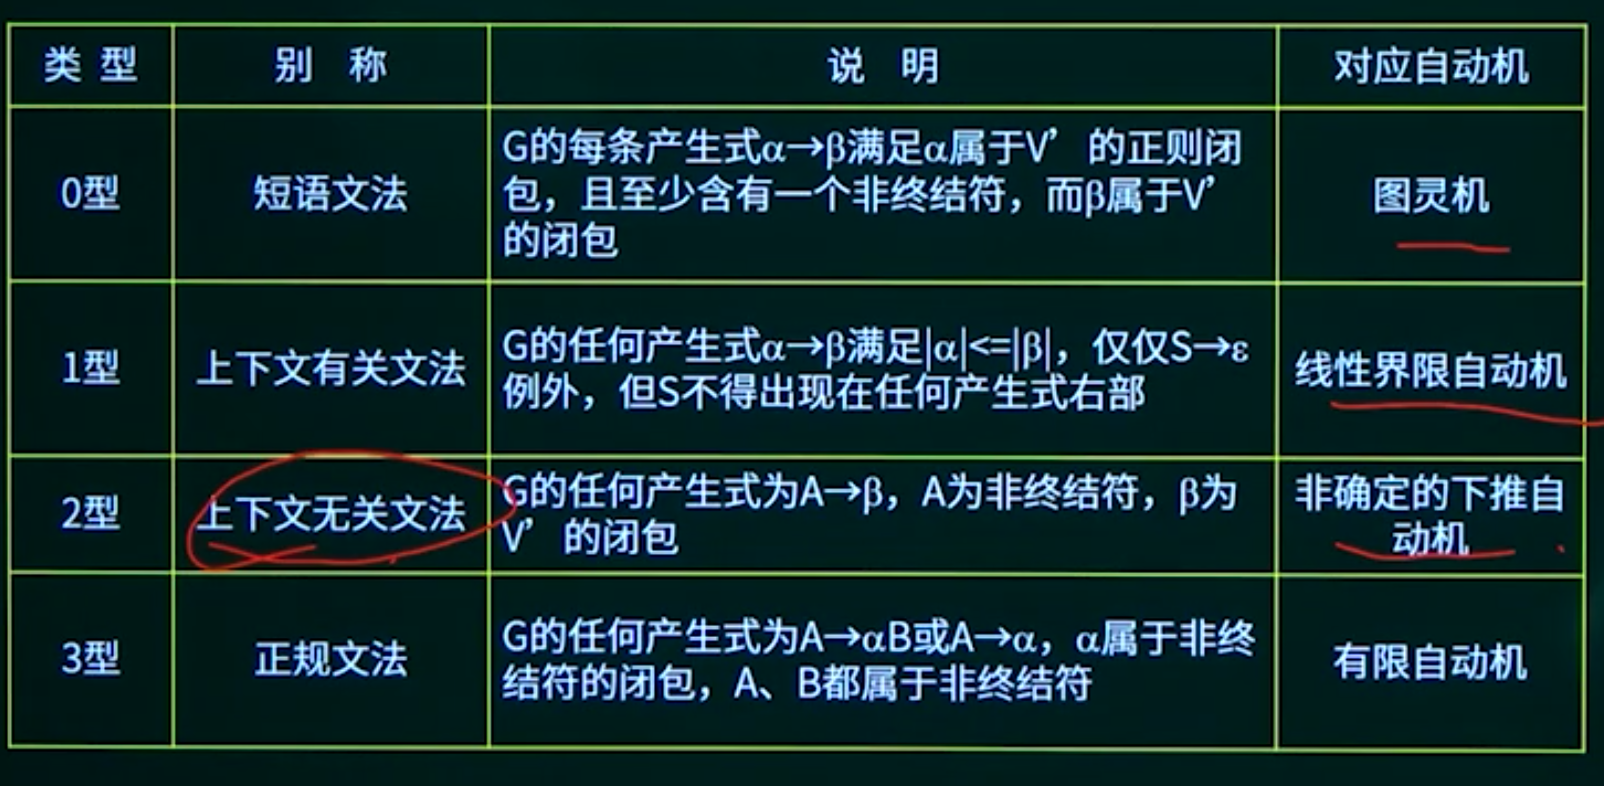 类 型
别 称
说 明
对应自动机
0型
短语文法
G的每条产生式α→β满足α属于V’ 的正则闭
包，且至少含有一个非终结符，而β属于V’
的闭包
图灵机
1型
上下文有关文法
G的任何产生式α→β满足|α|<=|β|，仅仅S→ε
例外，但S不得出现在任何产生式右部
线性界限自动机
2型
上下文无关文法
G的任何产生式为A→β，A为非终结符，β为
V’ 的闭包
非确定的下推自
动机
3型
正规文法
G的任何产生式为A→αB或A→α，α属于非终
结符的闭包，A、B都属于非终结符
有限自动机